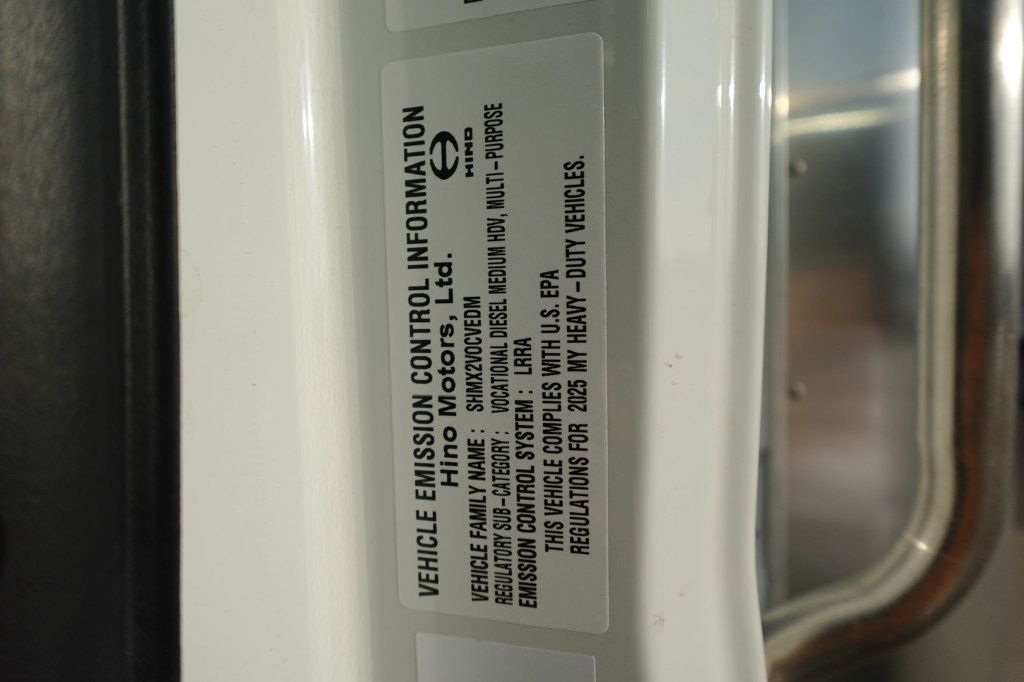 VEHICLE EMISSION CONTROL INFORMATION
Hino Motors, Ltd.
HINO
VEHICLE FAMILY NAME : SHMX2VOCVEDM
REGULATORY SUB-CATEGORY : VOCATIONAL DIESEL MEDIUM HDV, MULTI-PURPOSE
EMISSION CONTROL SYSTEM : LRRA
THIS VEHICLE COMPLIES WITH U.S. EPA
REGULATIONS FOR 2025 MY HEAVY-DUTY VEHICLES.